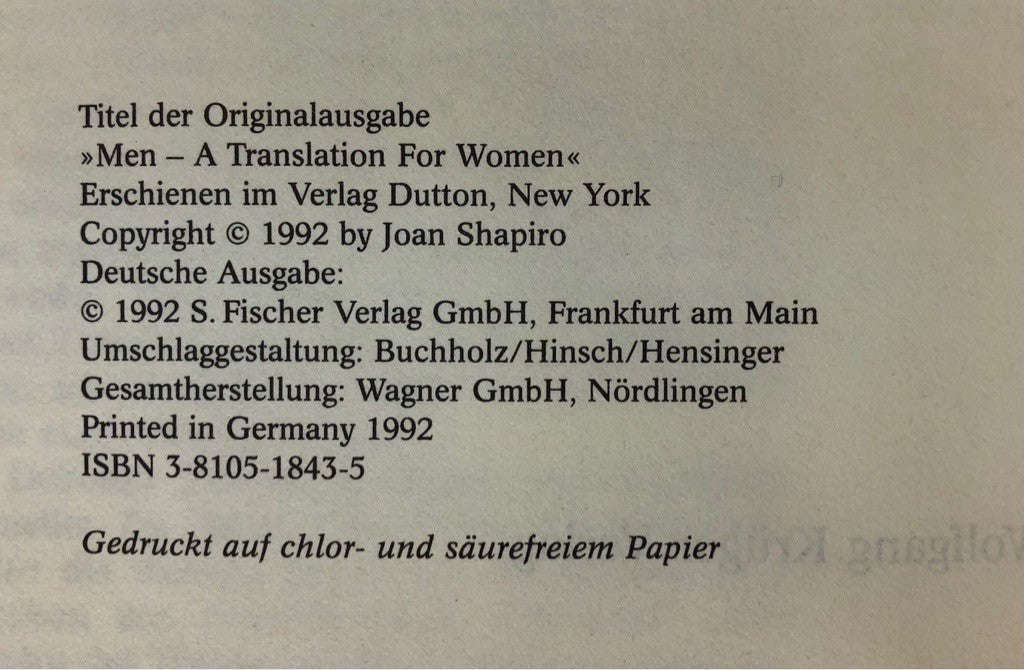 Titel der Originalausgabe
»Men – A Translation For Women«
Erschienen im Verlag Dutton, New York
Copyright © 1992 by Joan Shapiro
Deutsche Ausgabe:
© 1992 S. Fischer Verlag GmbH, Frankfurt am Main
Umschlaggestaltung: Buchholz/Hinsch/Hensinger
Gesamtherstellung: Wagner GmbH, Nördlingen
Printed in Germany 1992
ISBN 3-8105-1843-5
Gedruckt auf chlor- und säurefreiem Papier